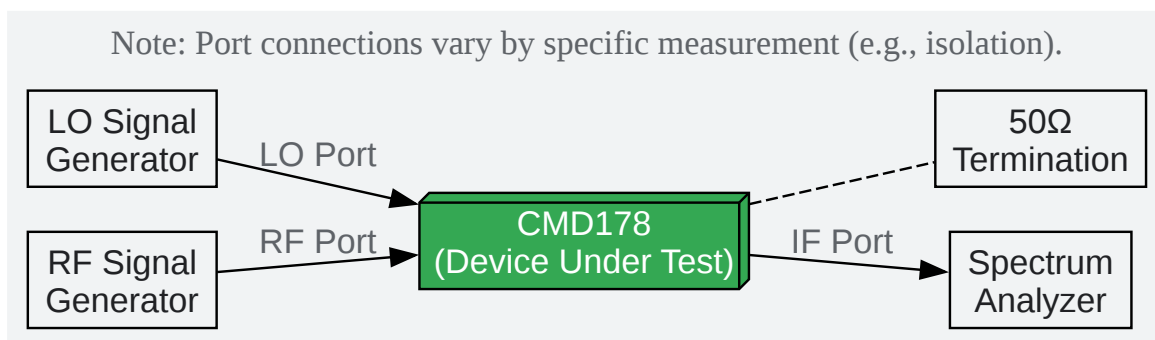 Note: Port connections vary by specific measurement (e.g., isolation).
LO Signal
Generator
LO Port
50Ω
Termination
CMD178
(Device Under Test)
RF Port
IF Port
RF Signal
Generator
Spectrum
Analyzer